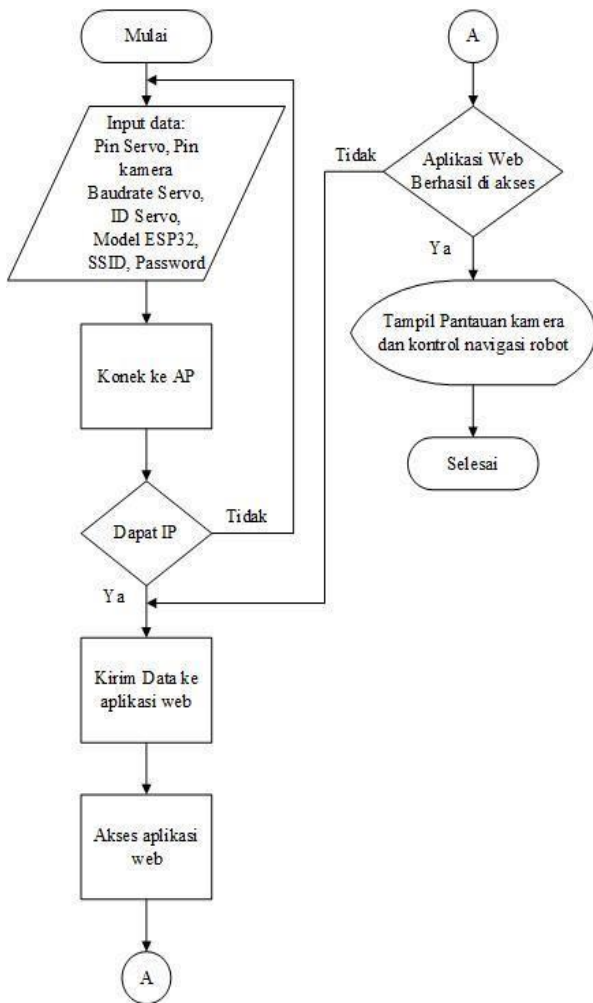 Mulai
Input data:
Pin Servo, Pin
kamera
Baudrate Servo,
ID Servo,
Model ESP32,
SSID, Password
Konek ke AP
Dapat IP
Tidak
Ya
Kirim Data ke
aplikasi web
Akses aplikasi
web
A
A
Aplikasi Web
Berhasil di akses
Tidak
Ya
Tampil Pantauan kamera
dan kontrol navigasi robot
Selesai